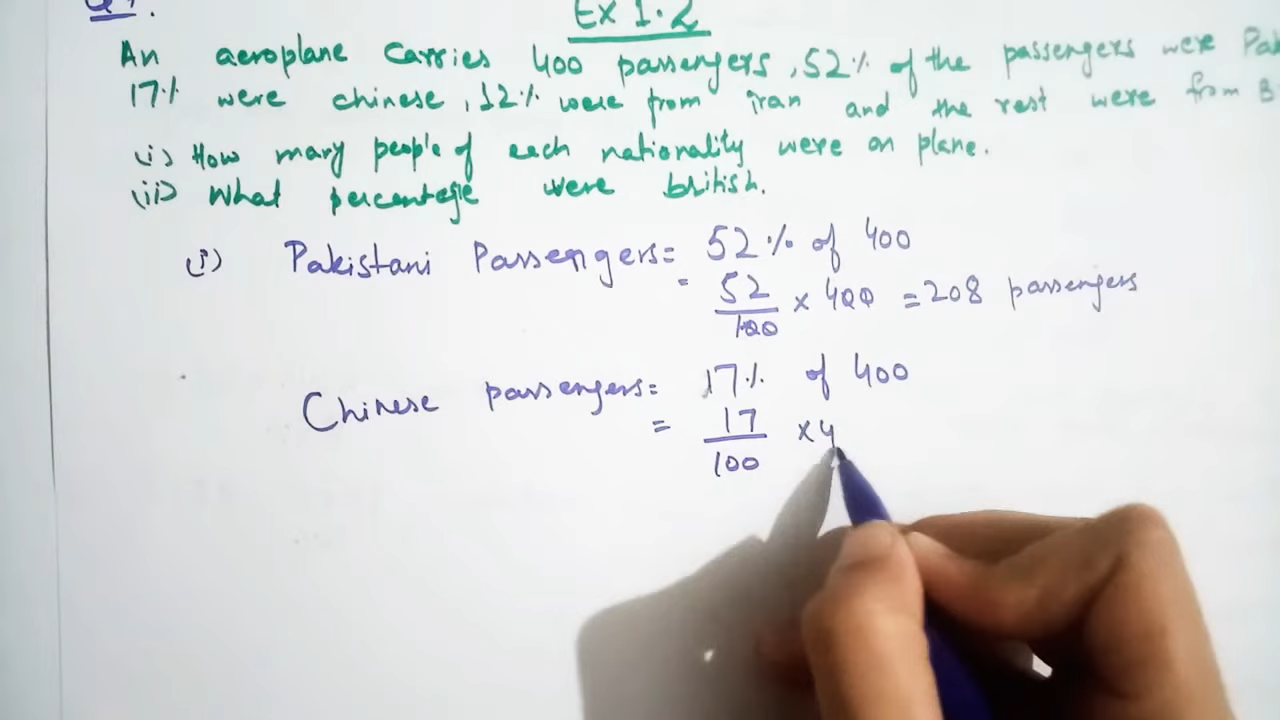 Ex 1.2
An aeroplane carries 400 passengers, 52% of the passengers were
17% were chinese, 12% were from iran and the rest were from
(i) How many people of each nationality were on plane.
(ii) What percentage were british.
(i) Pakistani Passengers = 52% of 400
= 52/100 × 400 = 208 passengers
Chinese passengers = 17% of 400
= 17/100 × 4